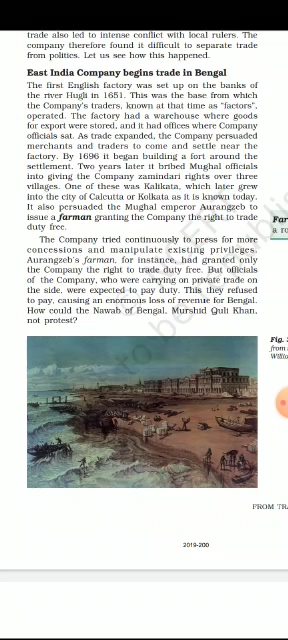 trade also led to intense conflict with local rulers. The
company therefore found it difficult to separate trade
from politics. Let us see how this happened.
East India Company begins trade in Bengal
The first English factory was set up on the banks of
the river Hugli in 1651. This was the base from which
the Company's traders, known at that time as "factors",
operated. The factory had a warehouse where goods
for export were stored, and it had offices where Company
officials sat. As trade expanded, the Company persuaded
merchants and traders to come and settle near the
factory. By 1696 it began building a fort around the
settlement. Two years later it bribed Mughal officials
into giving the Company zamindari rights over three
villages. One of these was Kalikata, which later grew
into the city of Calcutta or Kolkata as it is known today.
It also persuaded the Mughal emperor Aurangzeb to
issue a farman granting the Company the right to trade
duty free.
The Company tried continuously to press for more
concessions and manipulate existing privileges.
Aurangzeb's farman, for instance, had granted only
the Company the right to trade duty free. But officials
of the Company, who were carrying on private trade on
the side, were expected to pay duty. This they refused
to pay, causing an enormous loss of revenue for Bengal.
How could the Nawab of Bengal, Murshid Quli Khan,
not protest?
Far
a ro
Fig.
from
Willia
FROM TRA
2019-200